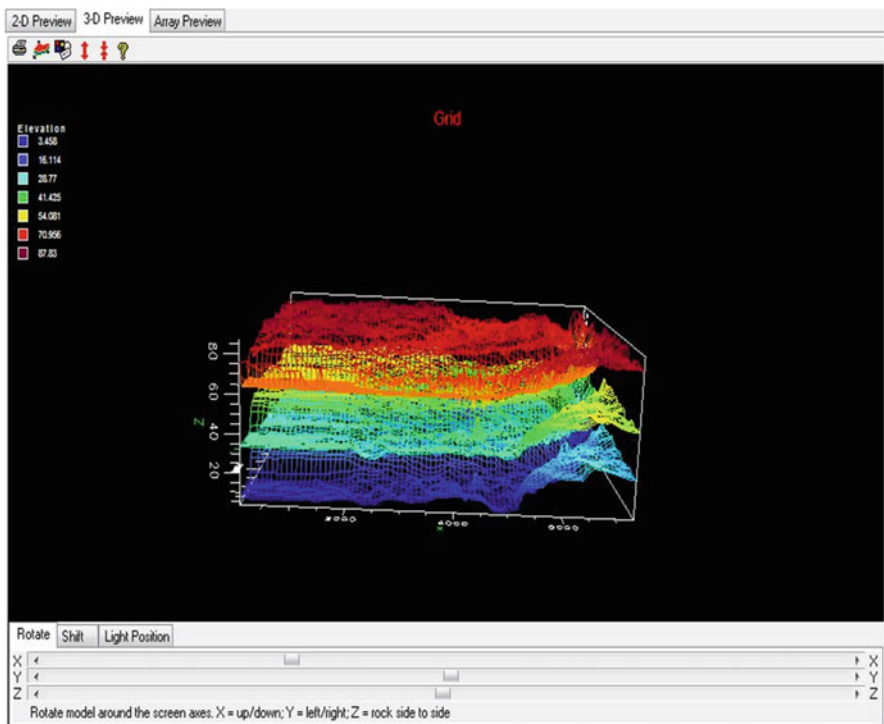 2-D Preview 3-D Preview Array Preview
Grid
Elevation
3.458
16.114
28.77
41.425
54.081
70.956
87.83
80
60
40
20
Z
4000
X
Rotate Shift Light Position
X X
Y Y
Z Z
Rotate model around the screen axes. X = up/down; Y = left/right; Z = rock side to side